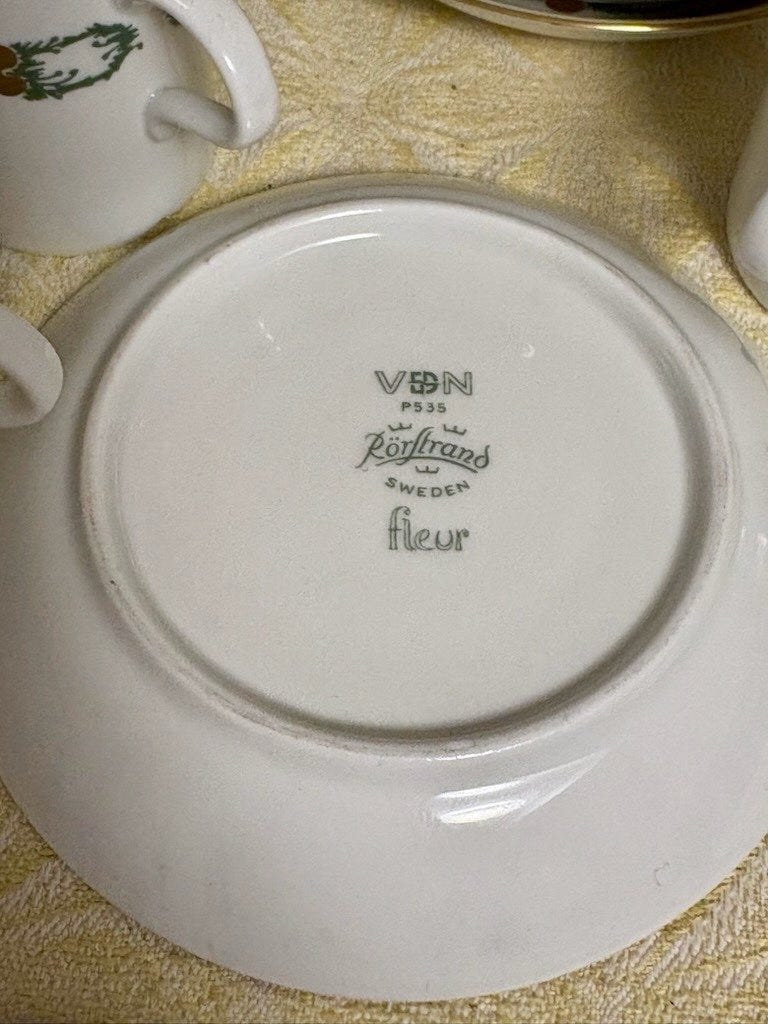 VDN
P535
Rörstrand
SWEDEN
fleur